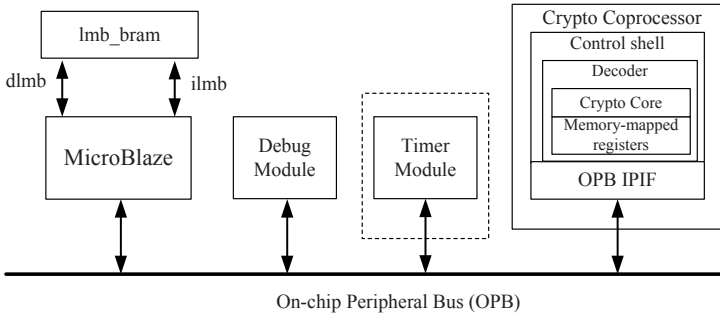 lmb_bram
dlmb
ilmb
MicroBlaze
Debug
Module
Timer
Module
Crypto Coprocessor
Control shell
Decoder
Crypto Core
Memory-mapped
registers
OPB IPIF
On-chip Peripheral Bus (OPB)